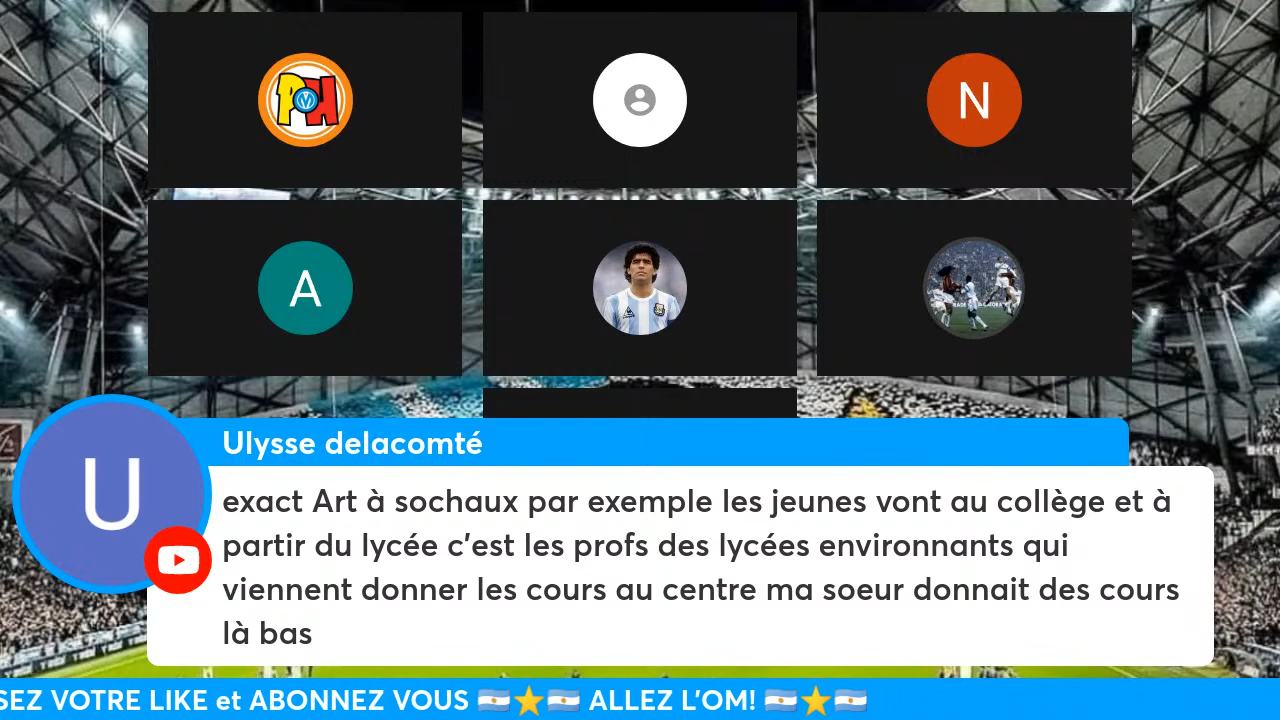 PH
N
A
U
Ulysse delacomté
exact Art à sochaux par exemple les jeunes vont au collège et à
partir du lycée c'est les profs des lycées environnants qui
viennent donner les cours au centre ma soeur donnait des cours
là bas
SEZ VOTRE LIKE et ABONNEZ VOUS 🇦🇷⭐🇦🇷 ALLEZ L'OM! 🇦🇷⭐🇦🇷